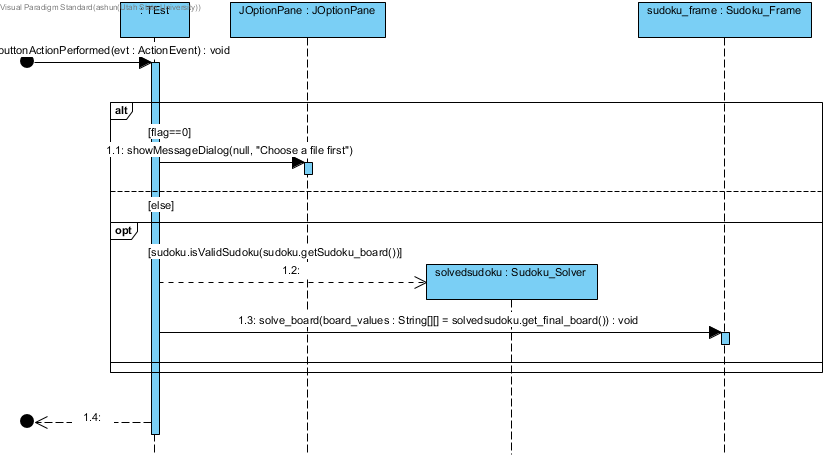 Visual Paradigm Standard(ashun(Utah State University))
: TEst
JOptionPane : JOptionPane
sudoku_frame : Sudoku_Frame
buttonActionPerformed(evt : ActionEvent) : void
alt
[flag==0]
1.1: showMessageDialog(null, "Choose a file first")
[else]
opt
[sudoku.isValidSudoku(sudoku.getSudoku_board())]
1.2:
solvedsudoku : Sudoku_Solver
1.3: solve_board(board_values : String[][] = solvedsudoku.get_final_board()) : void
1.4: